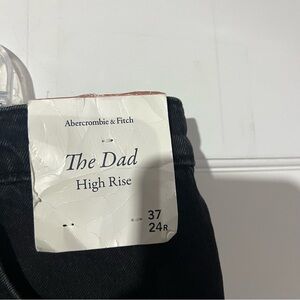 Abercrombie & Fitch
The Dad
High Rise
37
24R